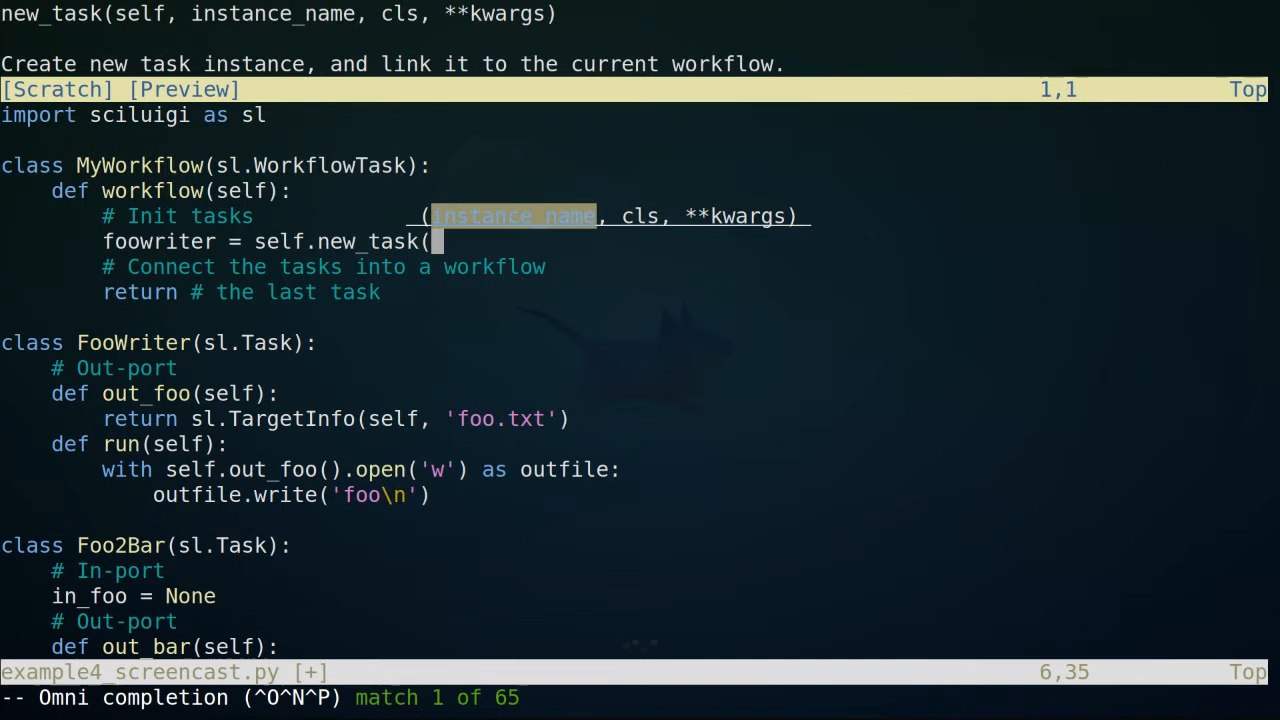 new_task(self, instance_name, cls, **kwargs)
Create new task instance, and link it to the current workflow.
[Scratch] [Preview] 1,1 Top
import sciluigi as sl
class MyWorkflow(sl.WorkflowTask):
    def workflow(self):
        # Init tasks (instance_name, cls, **kwargs)
        foowriter = self.new_task(
        # Connect the tasks into a workflow
        return # the last task
class FooWriter(sl.Task):
    # Out-port
    def out_foo(self):
        return sl.TargetInfo(self, 'foo.txt')
    def run(self):
        with self.out_foo().open('w') as outfile:
            outfile.write('foo\n')
class Foo2Bar(sl.Task):
    # In-port
    in_foo = None
    # Out-port
    def out_bar(self):
example4_screencast.py [+] 6,35 Top
-- Omni completion (^O^N^P) match 1 of 65